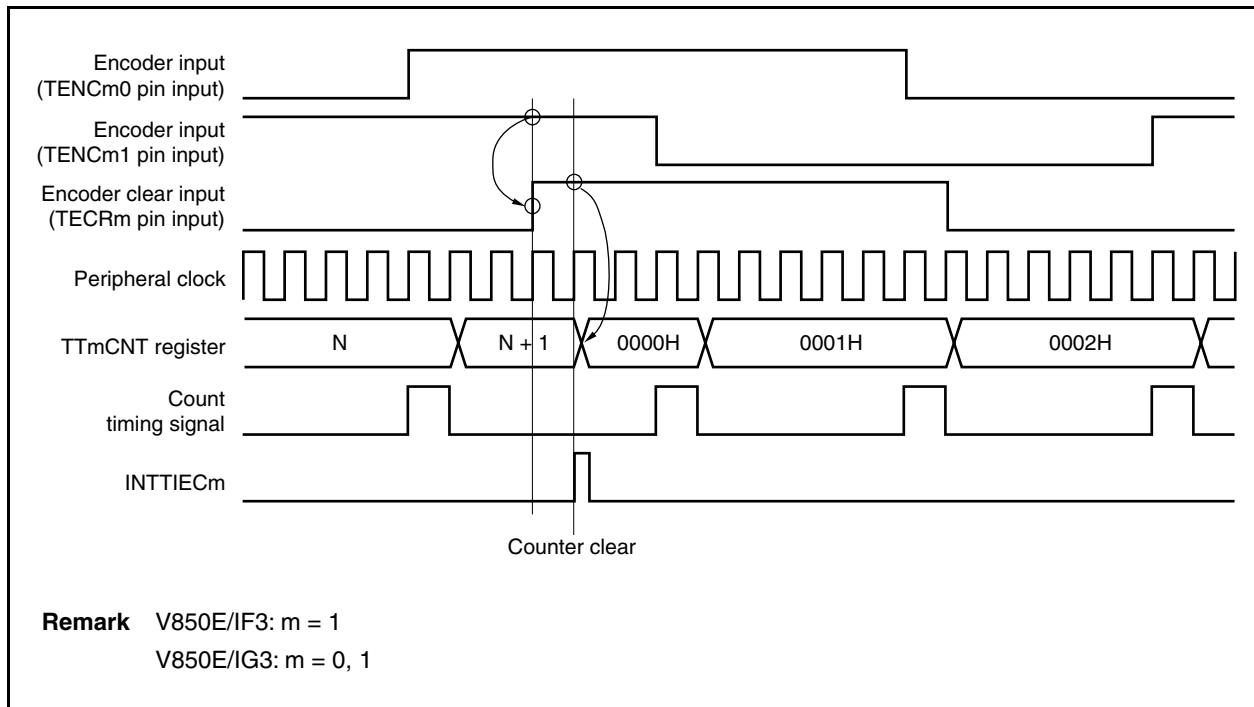 Encoder input
(TENCm0 pin input)
Encoder input
(TENCm1 pin input)
Encoder clear input
(TECRm pin input)
Peripheral clock
TTmCNT register
N
N + 1
0000H
0001H
0002H
Count
timing signal
INTTIECm
Counter clear
Remark V850E/IF3: m = 1
V850E/IG3: m = 0, 1